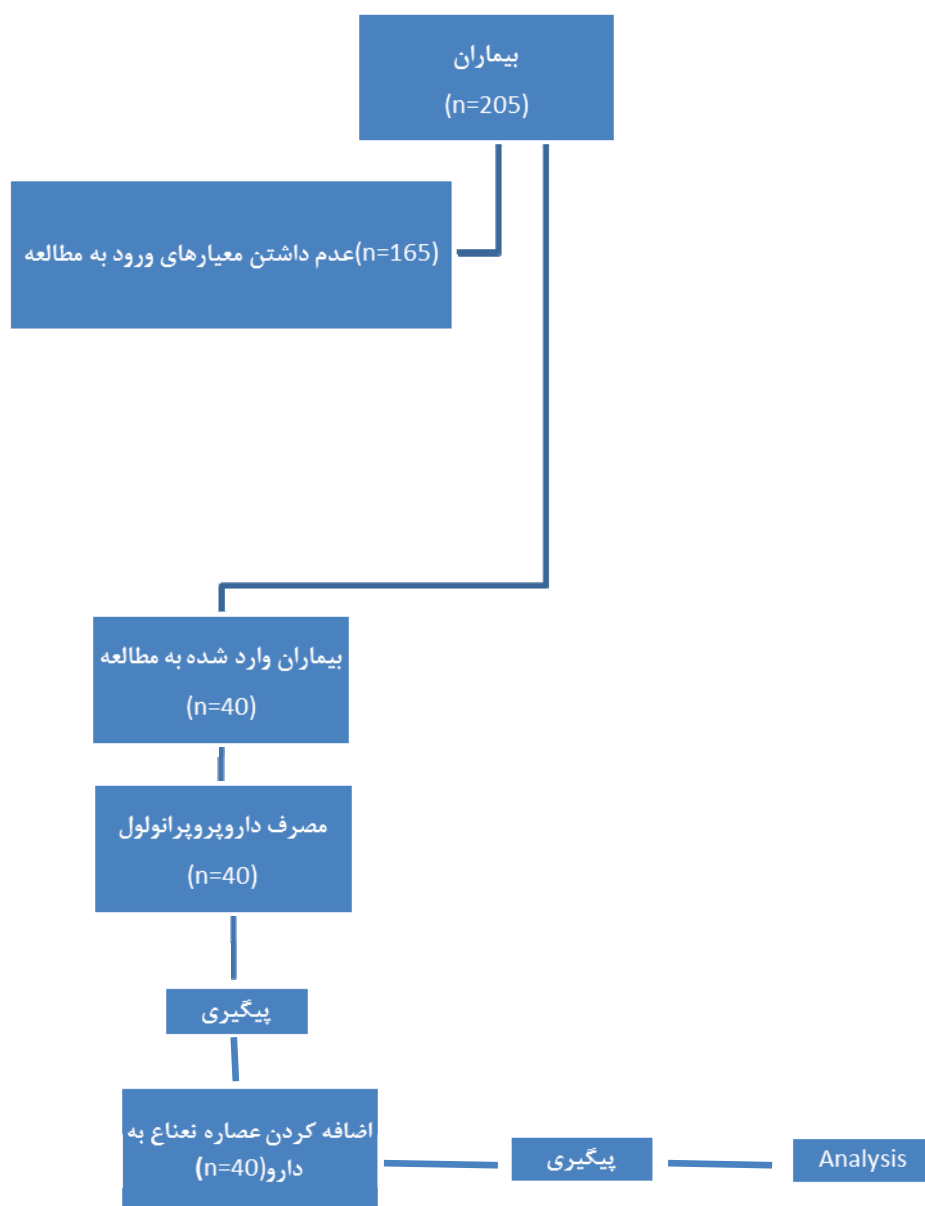 بیماران
(n=205)
عدم داشتن معیارهای ورود به مطالعه(n=165)
بیماران وارد شده به مطالعه
(n=40)
مصرف داروپروپرانولول
(n=40)
پیگیری
اضافه کردن عصاره نعناع به
دارو(n=40)
پیگیری
Analysis